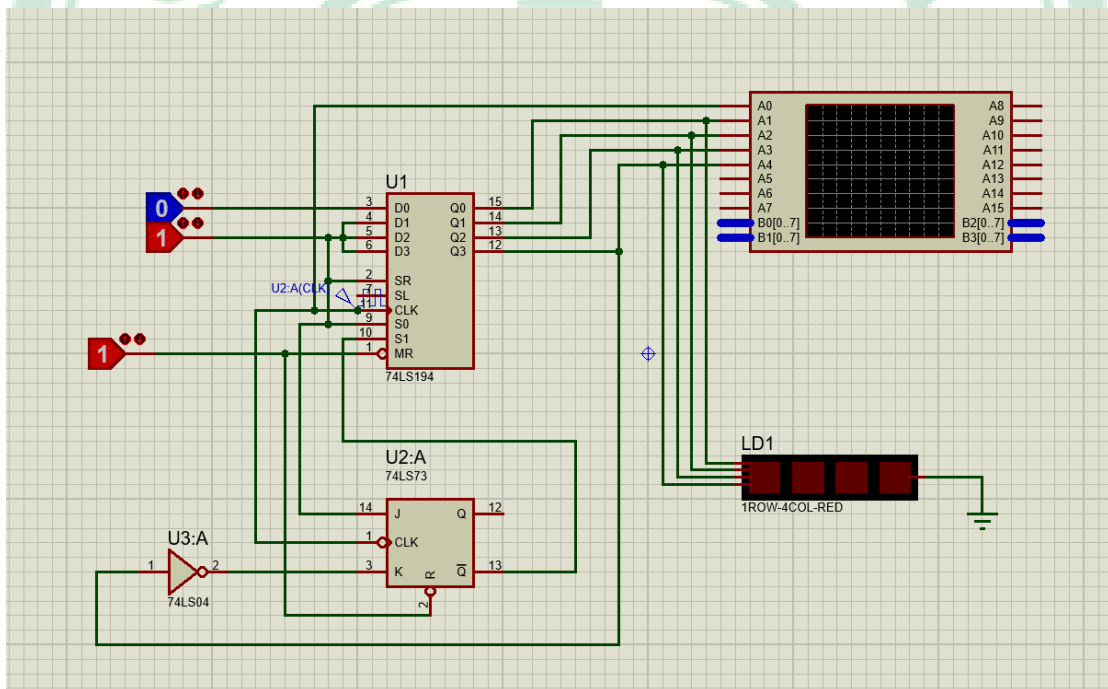 A0 A8
A1 A9
A2 A10
A3 A11
A4 A12
A5 A13
A6 A14
A7 A15
B0[0..7] B2[0..7]
B1[0..7] B3[0..7]
U1
0
1
3 D0 Q0 15
4 D1 Q1 14
5 D2 Q2 13
6 D3 Q3 12
2 SR
7 SL
U2:A(CLK)
11 CLK
9 S0
10 S1
1
1 MR
74LS194
U2:A
74LS73
14 J Q 12
1 CLK
3 K R Q 13
2
U3:A
1 2
74LS04
LD1
1ROW-4COL-RED